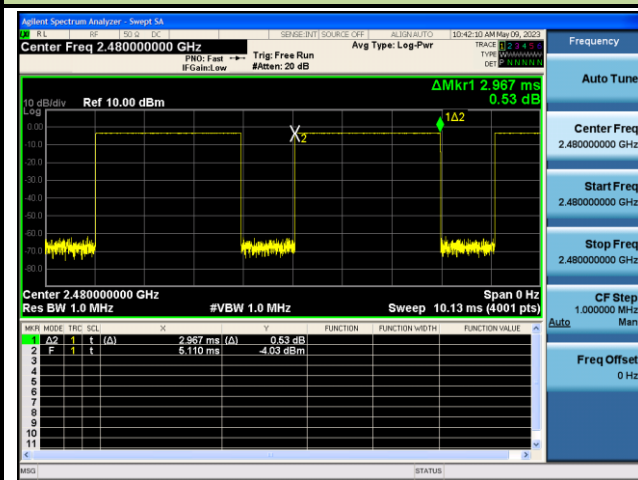 Agilent Spectrum Analyzer - Swept SA
RL RF 50 Ω DC SENSE:INT SOURCE OFF ALIGN AUTO 10:42:10 AM May 09, 2023
Center Freq 2.480000000 GHz
PNO: Fast
IFGain:Low
Trig: Free Run
#Atten: 20 dB
Avg Type: Log-Pwr
TRACE 1 2 3 4 5 6
TYPE WWWWWW
DET P N N N N N
ΔMkr1 2.967 ms
0.53 dB
10 dB/div Ref 10.00 dBm
Log
0.00
-10.0
-20.0
-30.0
-40.0
-50.0
-60.0
-70.0
-80.0
X2
1Δ2
Center 2.480000000 GHz Span 0 Hz
Res BW 1.0 MHz #VBW 1.0 MHz Sweep 10.13 ms (4001 pts)
MKR MODE TRC SCL X Y FUNCTION FUNCTION WIDTH FUNCTION VALUE
1 Δ2 1 t (Δ) 2.967 ms (Δ) 0.53 dB
2 F 1 t 5.110 ms -4.03 dBm
3
4
5
6
7
8
9
10
11
MSG STATUS
Frequency
Auto Tune
Center Freq
2.480000000 GHz
Start Freq
2.480000000 GHz
Stop Freq
2.480000000 GHz
CF Step
1.000000 MHz
Auto Man
Freq Offset
0 Hz